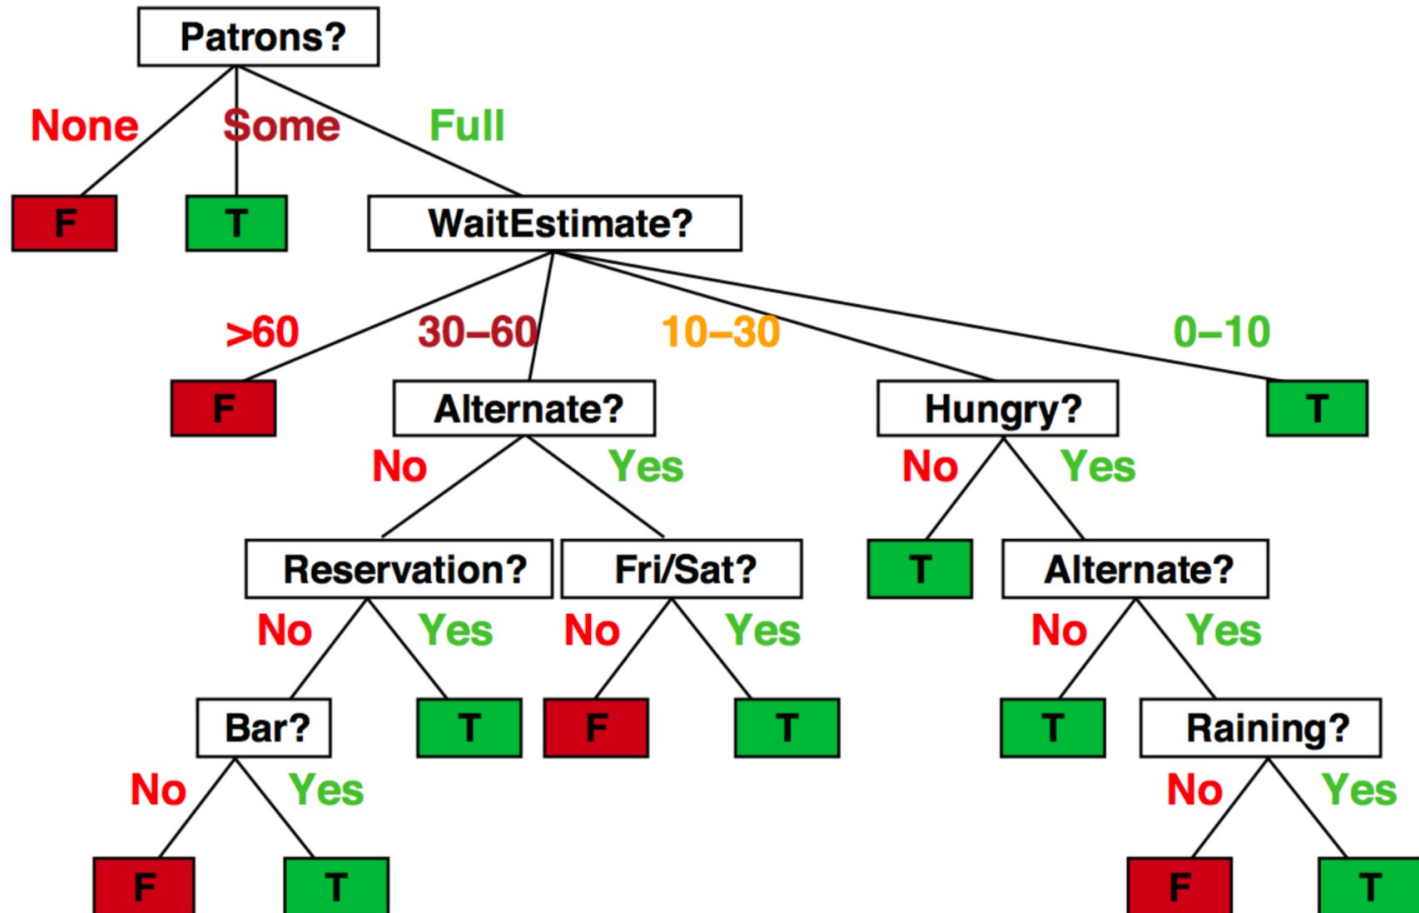 Patrons?
None Some Full
F T WaitEstimate?
>60 30–60 10–30 0–10
F Alternate? Hungry? T
No Yes No Yes
Reservation? Fri/Sat? T Alternate?
No Yes No Yes No Yes
Bar? T F T T Raining?
No Yes No Yes
F T F T